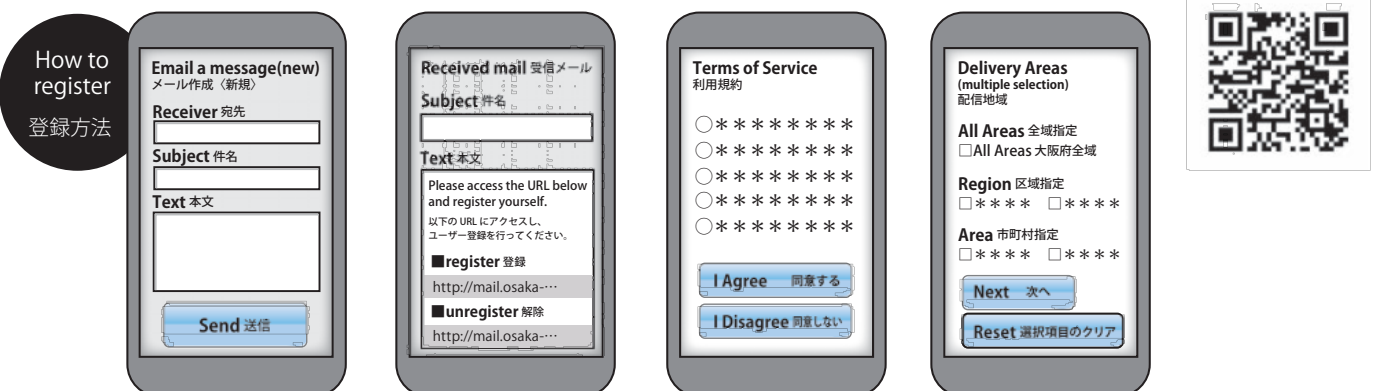 How to
register
登録方法
Email a message(new)
メール作成〈新規〉
Receiver 宛先
Subject 件名
Text 本文
Send 送信
Received mail 受信メール
Subject 件名
Text 本文
Please access the URL below
and register yourself.
以下の URL にアクセスし、
ユーザー登録を行ってください。
■register 登録
http://mail.osaka-…
■unregister 解除
http://mail.osaka-…
Terms of Service
利用規約
○＊＊＊＊＊＊＊＊
○＊＊＊＊＊＊＊＊
○＊＊＊＊＊＊＊＊
○＊＊＊＊＊＊＊＊
○＊＊＊＊＊＊＊＊
I Agree 同意する
I Disagree 同意しない
Delivery Areas
(multiple selection)
配信地域
All Areas 全域指定
□All Areas 大阪府全域
Region 区域指定
□＊＊＊＊ □＊＊＊＊
Area 市町村指定
□＊＊＊＊ □＊＊＊＊
Next 次へ
Reset 選択項目のクリア